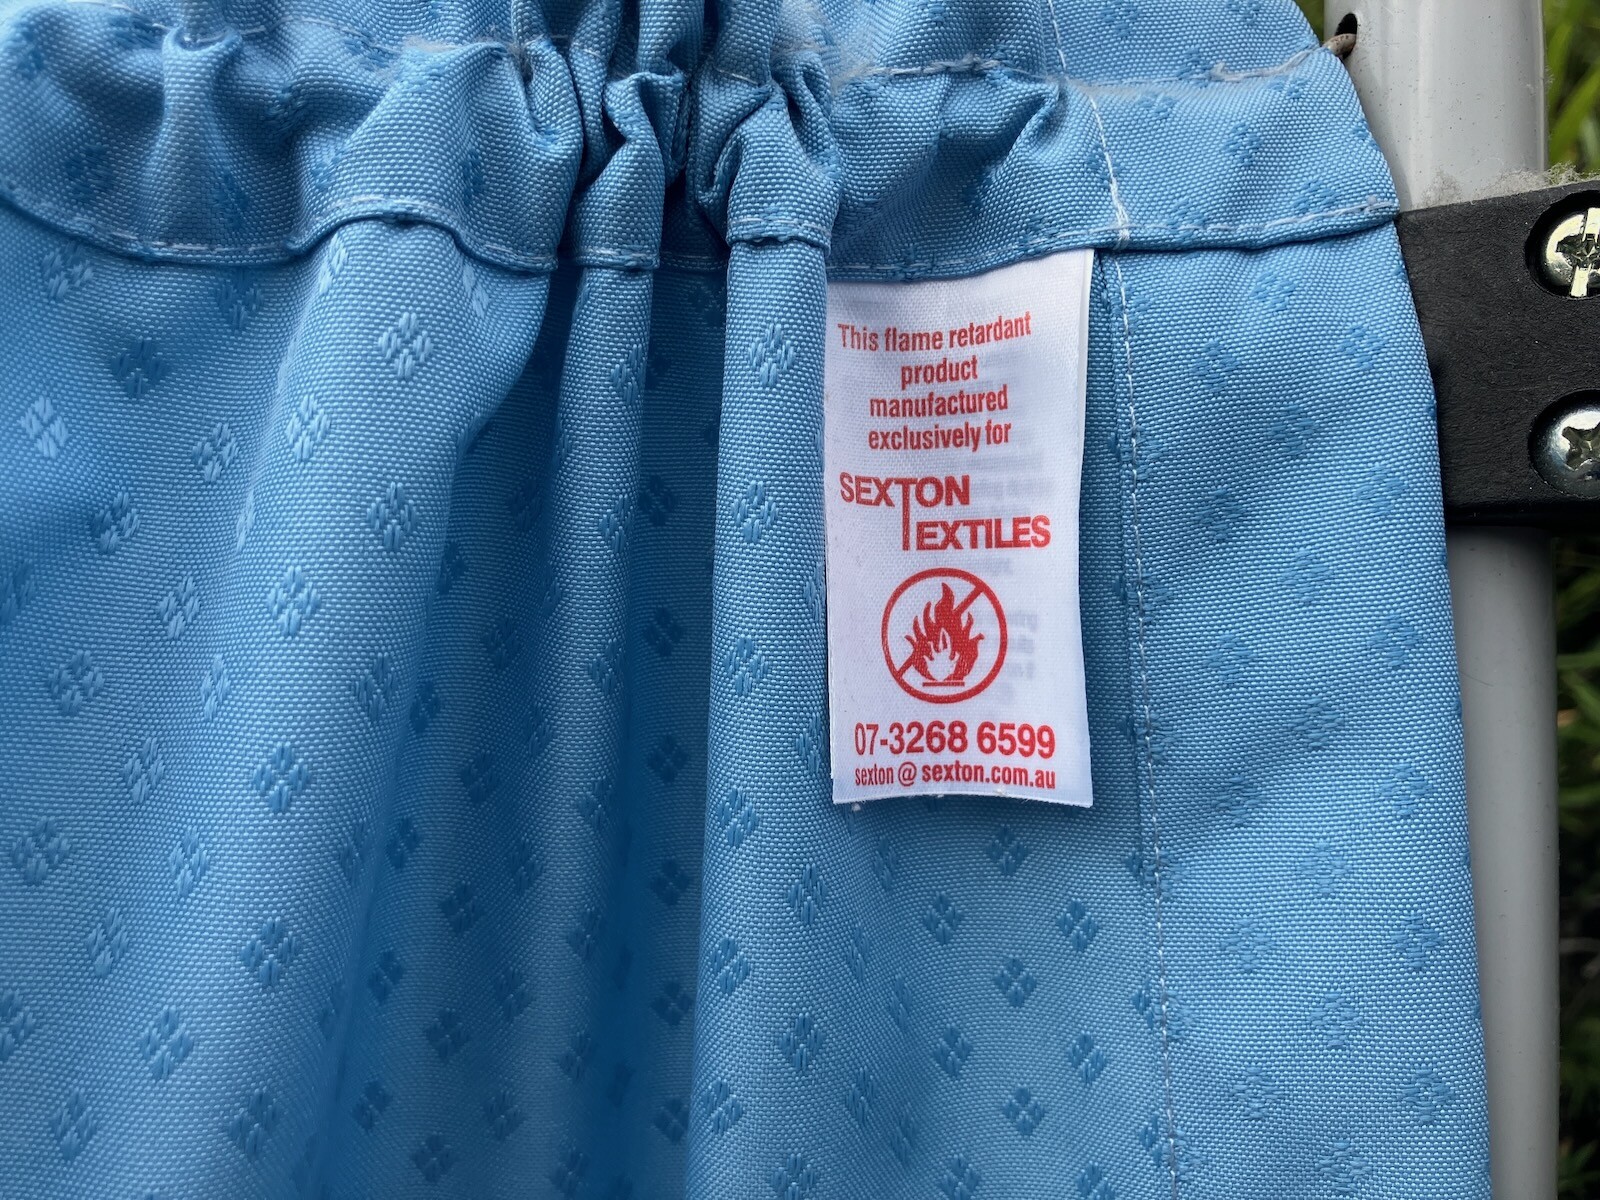 This flame retardant
product
manufactured
exclusively for
SEXTON
TEXTILES
07-3268 6599
sexton @ sexton.com.au